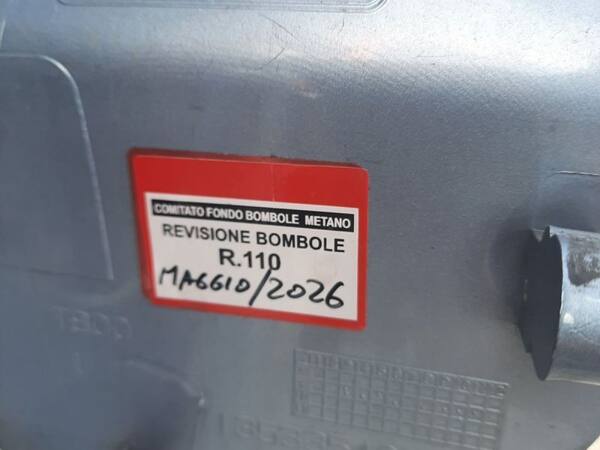 COMITATO FONDO BOMBOLE METANO
REVISIONE BOMBOLE
R.110
MAGGIO/2026